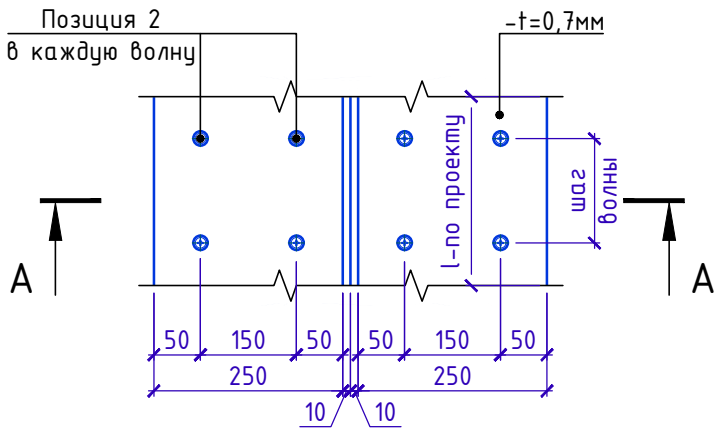 Позиция 2
в каждую волну
-t=0,7мм
l-по проекту
шаг
волны
А
А
50
150
50
50
150
50
250
250
10
10